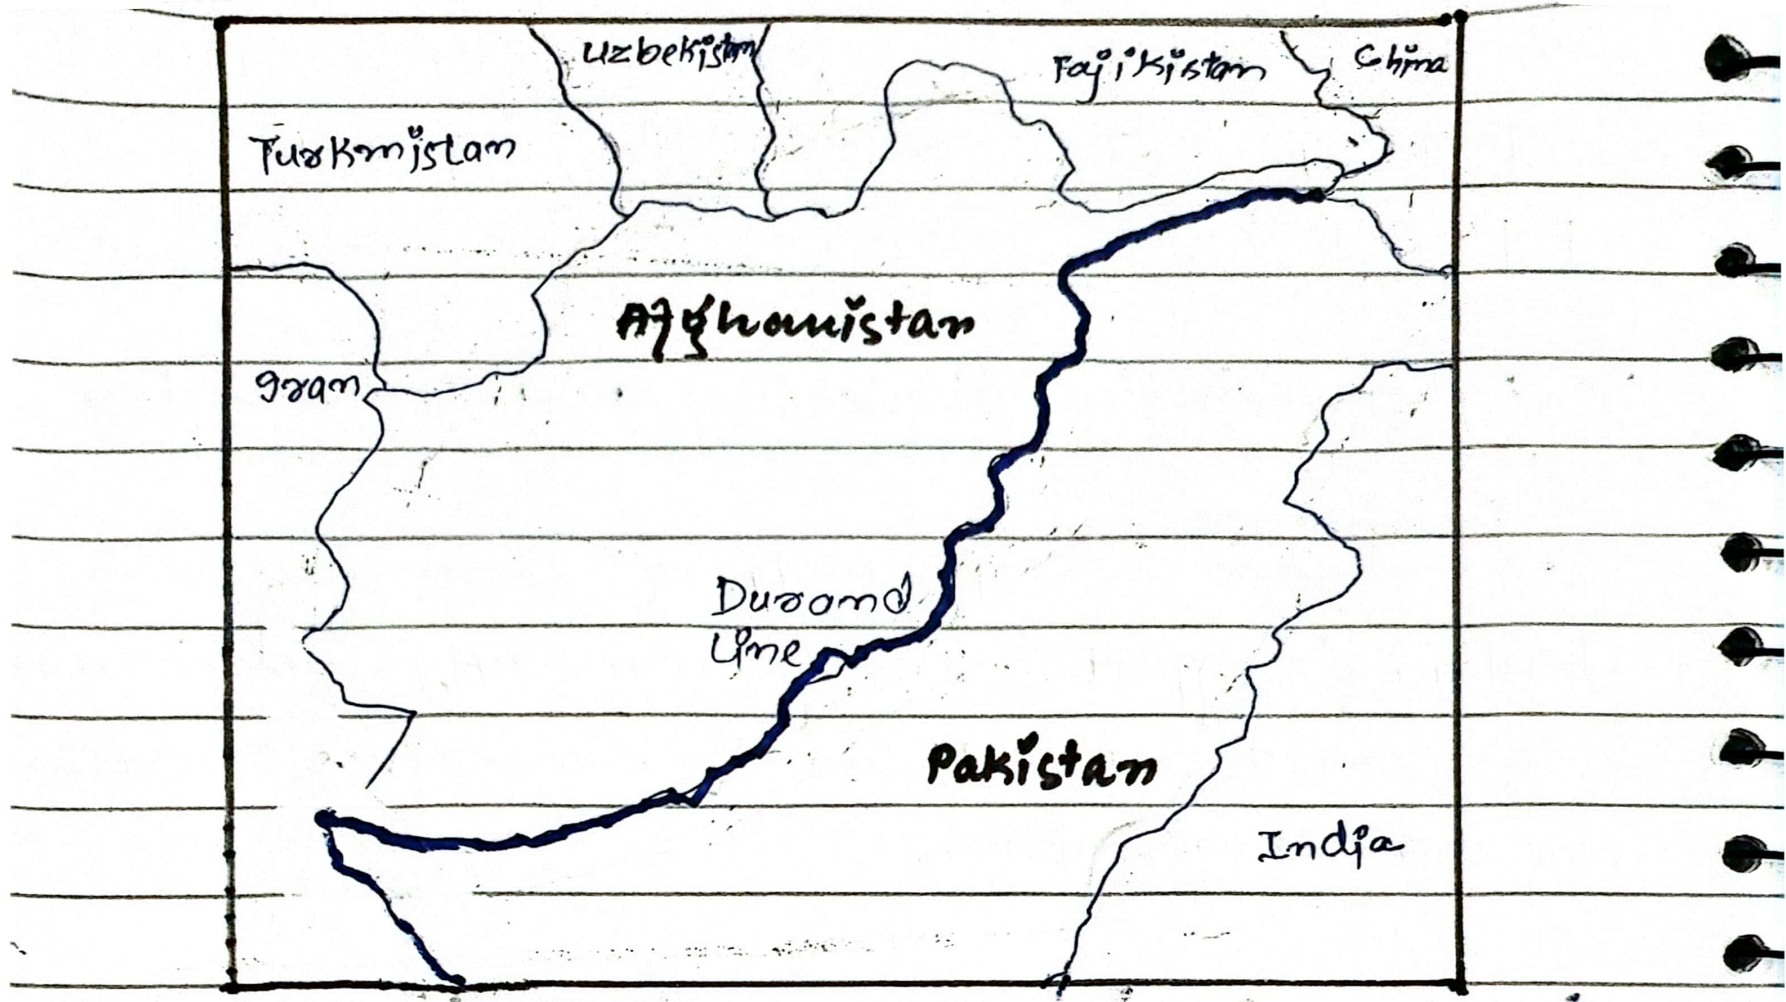 Uzbekistan
Tajikistan
China
Turkmistan
Afghanistan
Iran
Durand
Line
Pakistan
India